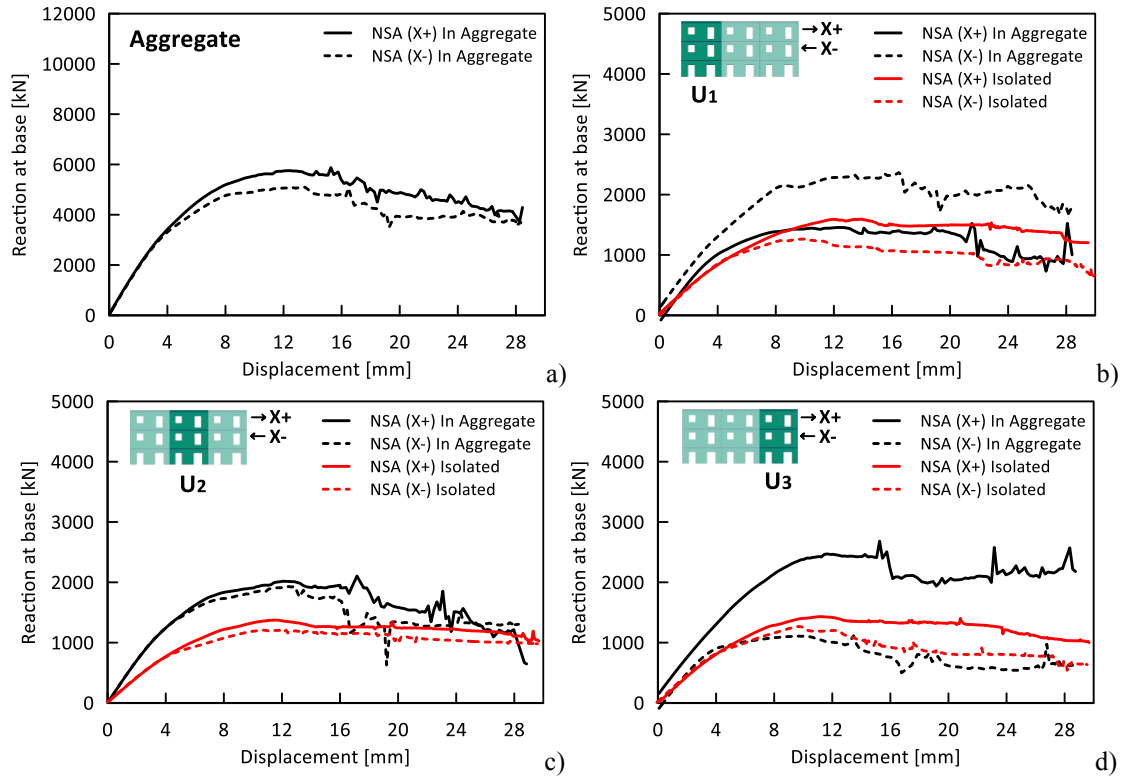 Aggregate
NSA (X+) In Aggregate
NSA (X-) In Aggregate
Reaction at base [kN]
12000
10000
8000
6000
4000
2000
0
0 4 8 12 16 20 24 28
Displacement [mm]
a)
X+
X-
U1
NSA (X+) In Aggregate
NSA (X-) In Aggregate
NSA (X+) Isolated
NSA (X-) Isolated
Reaction at base [kN]
5000
4000
3000
2000
1000
0
0 4 8 12 16 20 24 28
Displacement [mm]
b)
X+
X-
U2
NSA (X+) In Aggregate
NSA (X-) In Aggregate
NSA (X+) Isolated
NSA (X-) Isolated
Reaction at base [kN]
5000
4000
3000
2000
1000
0
0 4 8 12 16 20 24 28
Displacement [mm]
c)
X+
X-
U3
NSA (X+) In Aggregate
NSA (X-) In Aggregate
NSA (X+) Isolated
NSA (X-) Isolated
Reaction at base [kN]
5000
4000
3000
2000
1000
0
0 4 8 12 16 20 24 28
Displacement [mm]
d)